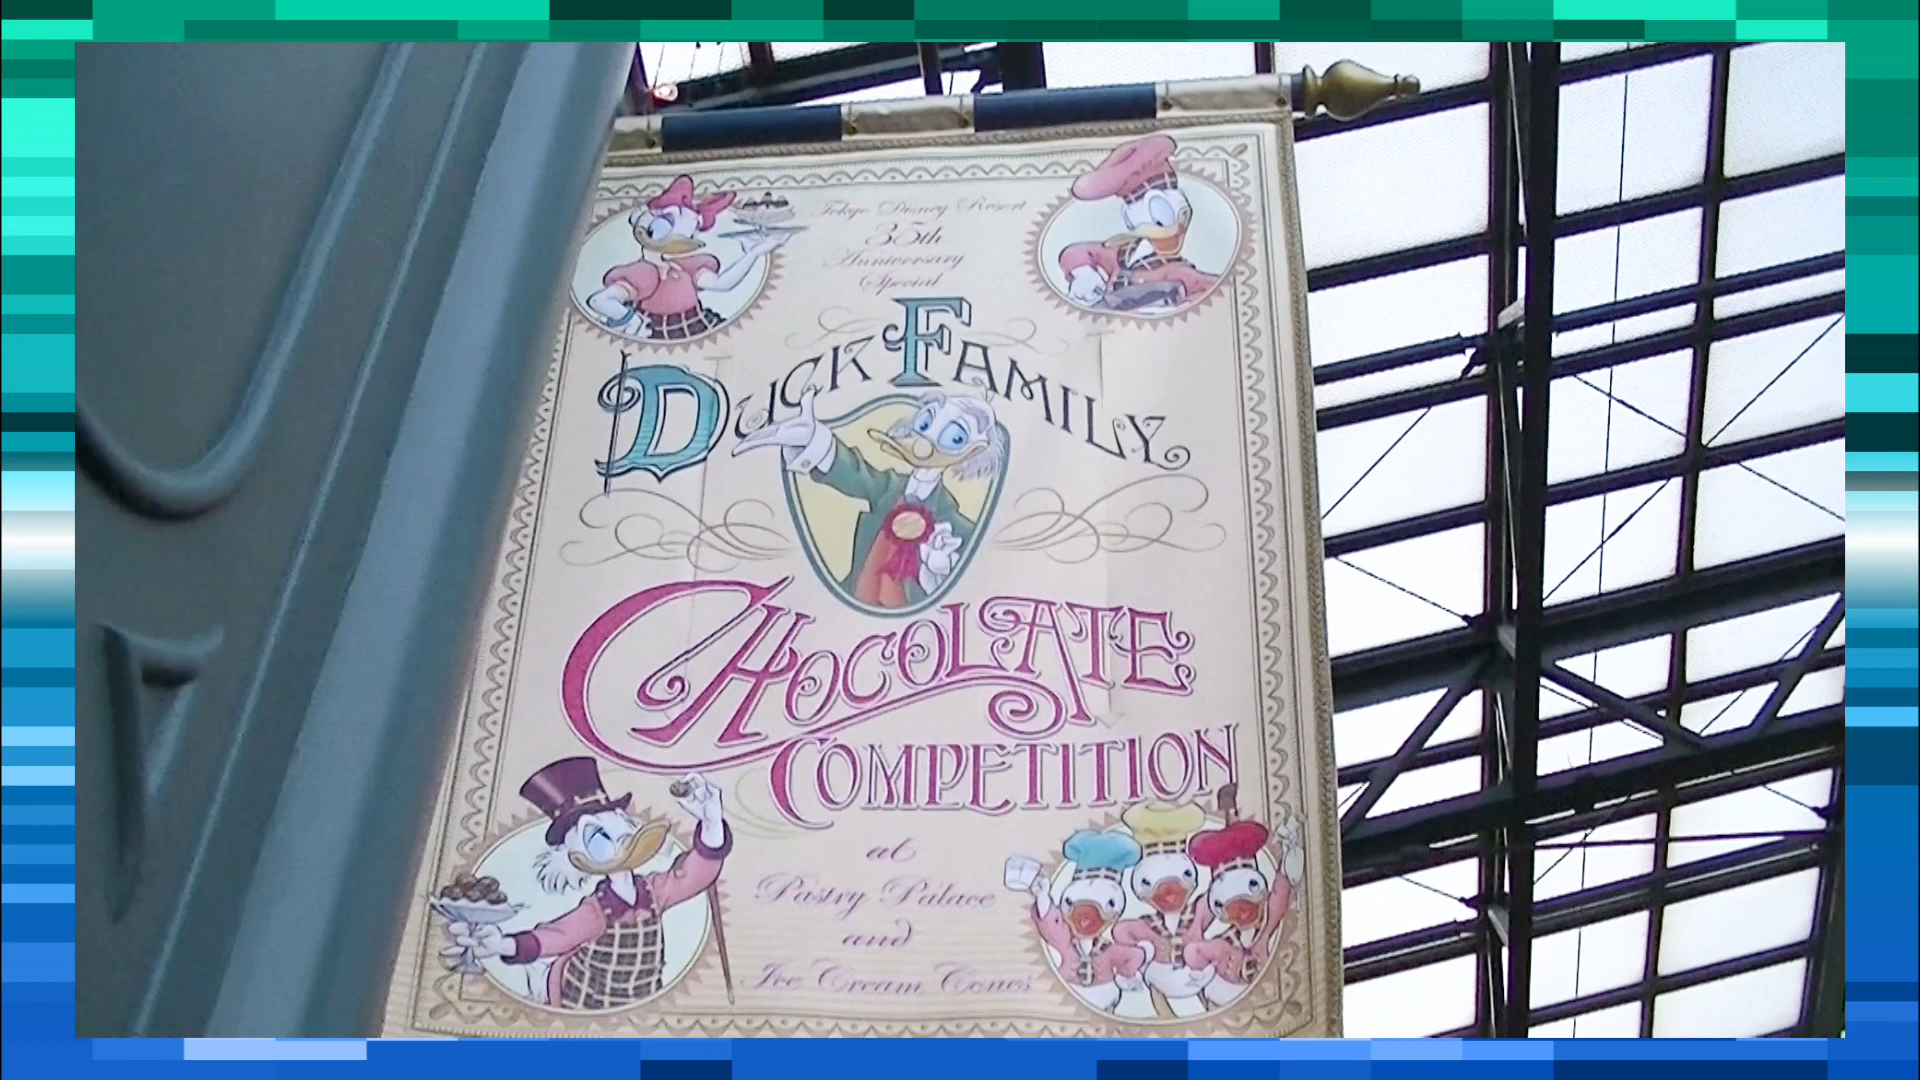 Tokyo Disney Resort
35th
Anniversary
Special
DUCK FAMILY
CHOCOLATE
COMPETITION
at
Pastry Palace
and
Ice Cream Cones